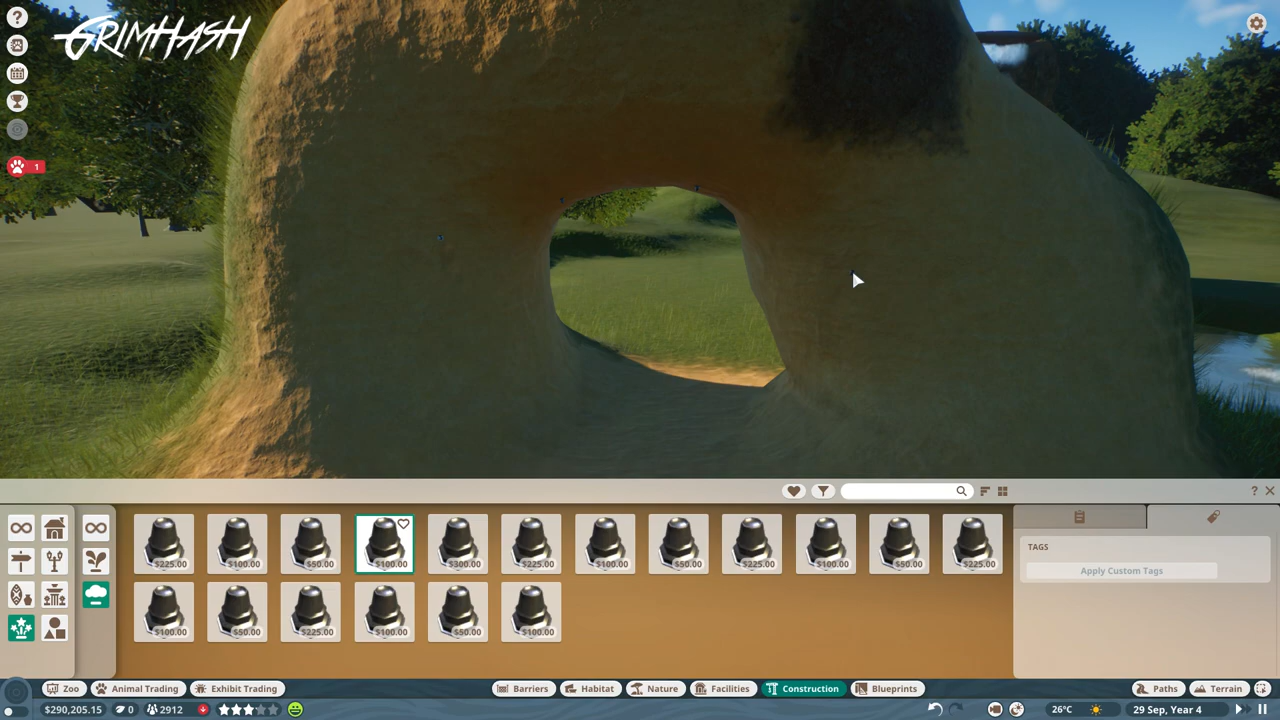 GRIMHASH
1
TAGS
Apply Custom Tags
$225.00 $100.00 $50.00 $100.00 $300.00 $225.00 $100.00 $50.00 $225.00 $100.00 $50.00 $225.00
$100.00 $50.00 $225.00 $100.00 $50.00 $100.00
Zoo Animal Trading Exhibit Trading Barriers Habitat Nature Facilities Construction Blueprints Paths Terrain
$290,205.15 0 2912 26°C 29 Sep, Year 4